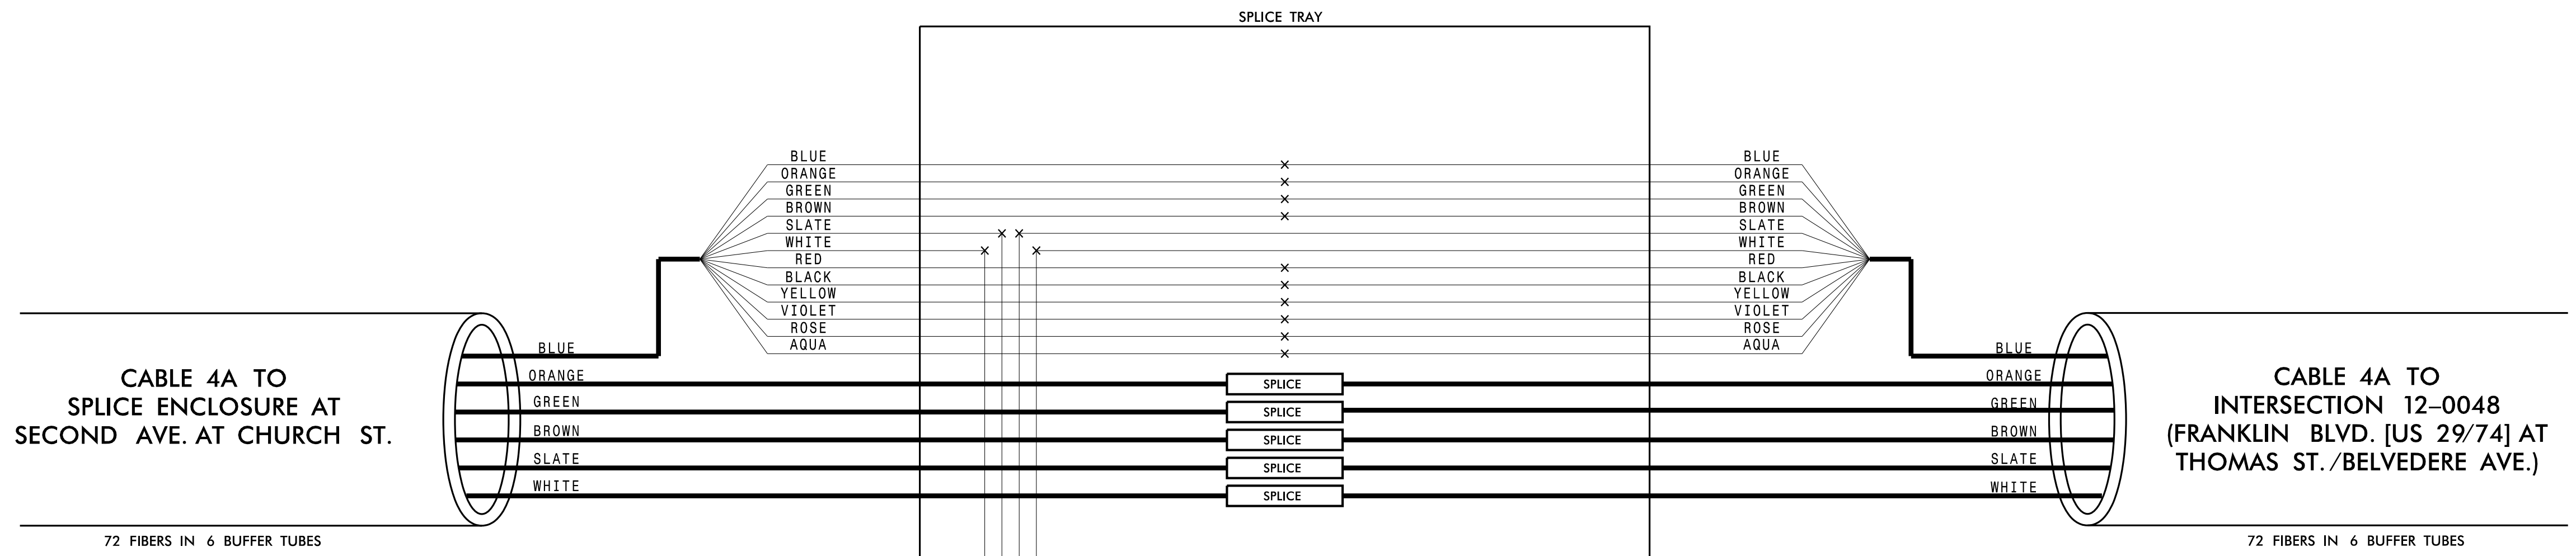 SPLICE TRAY
BLUE
ORANGE
GREEN
BROWN
SLATE
WHITE
RED
BLACK
YELLOW
VIOLET
ROSE
AQUA
BLUE
ORANGE
GREEN
BROWN
SLATE
WHITE
RED
BLACK
YELLOW
VIOLET
ROSE
AQUA
CABLE 4A TO
SPLICE ENCLOSURE AT
SECOND AVE. AT CHURCH ST.
72 FIBERS IN 6 BUFFER TUBES
BLUE
ORANGE
GREEN
BROWN
SLATE
WHITE
SPLICE
SPLICE
SPLICE
SPLICE
SPLICE
BLUE
ORANGE
GREEN
BROWN
SLATE
WHITE
CABLE 4A TO
INTERSECTION 12-0048
(FRANKLIN BLVD. [US 29/74] AT
THOMAS ST./BELVEDERE AVE.)
72 FIBERS IN 6 BUFFER TUBES